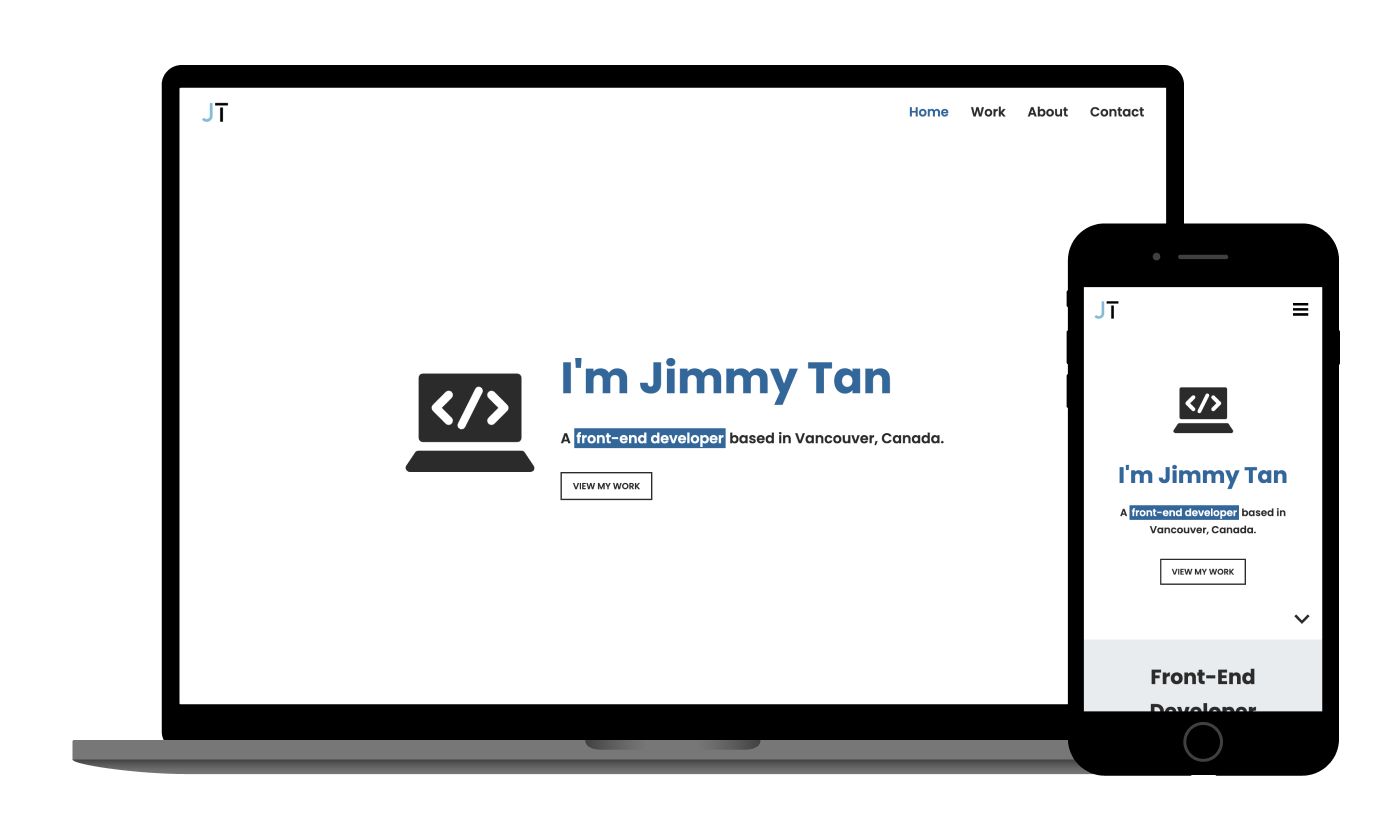 JT
Home Work About Contact
</>
I'm Jimmy Tan
A front-end developer based in Vancouver, Canada.
VIEW MY WORK
JT
</>
I'm Jimmy Tan
A front-end developer based in
Vancouver, Canada.
VIEW MY WORK
Front-End
Developer